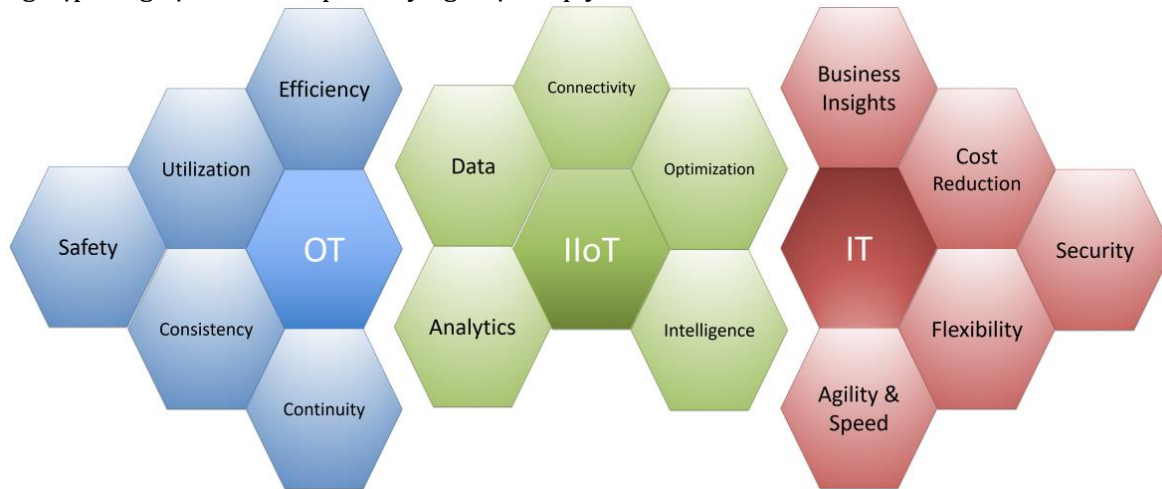 Efficiency
Utilization
Safety
OT
Consistency
Continuity
Connectivity
Data
Optimization
IIoT
Analytics
Intelligence
Business
Insights
Cost
Reduction
IT
Security
Flexibility
Agility &
Speed